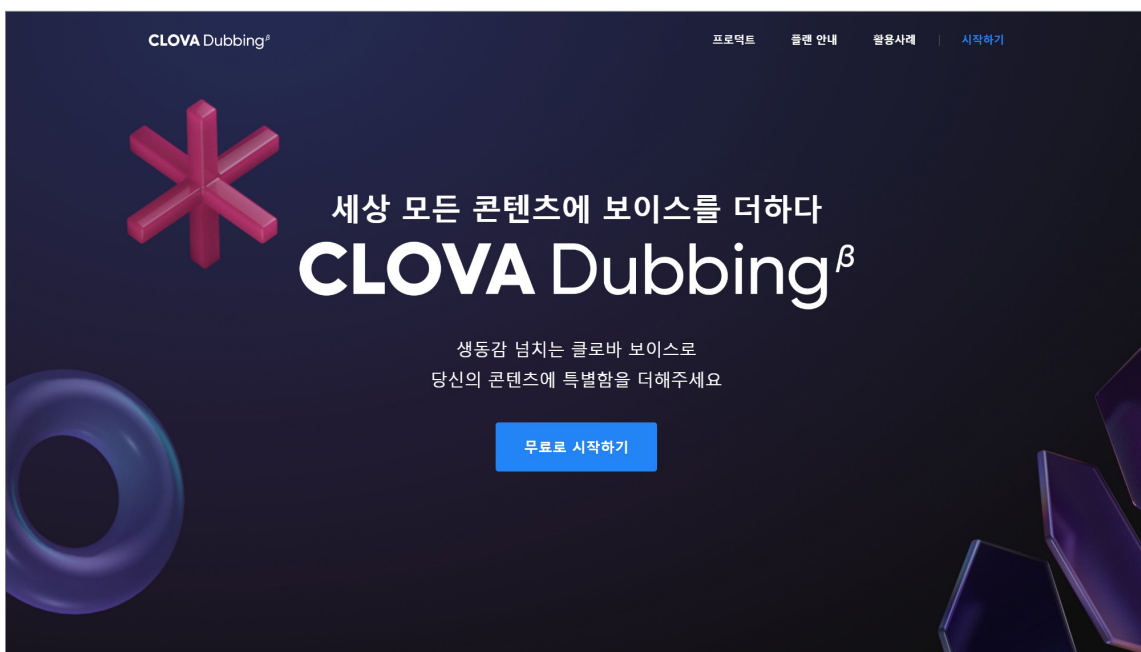 CLOVA Dubbing β
프로덕트 플랜 안내 활용사례 | 시작하기
세상 모든 콘텐츠에 보이스를 더하다
CLOVA Dubbing β
생동감 넘치는 클로바 보이스로
당신의 콘텐츠에 특별함을 더해주세요
무료로 시작하기